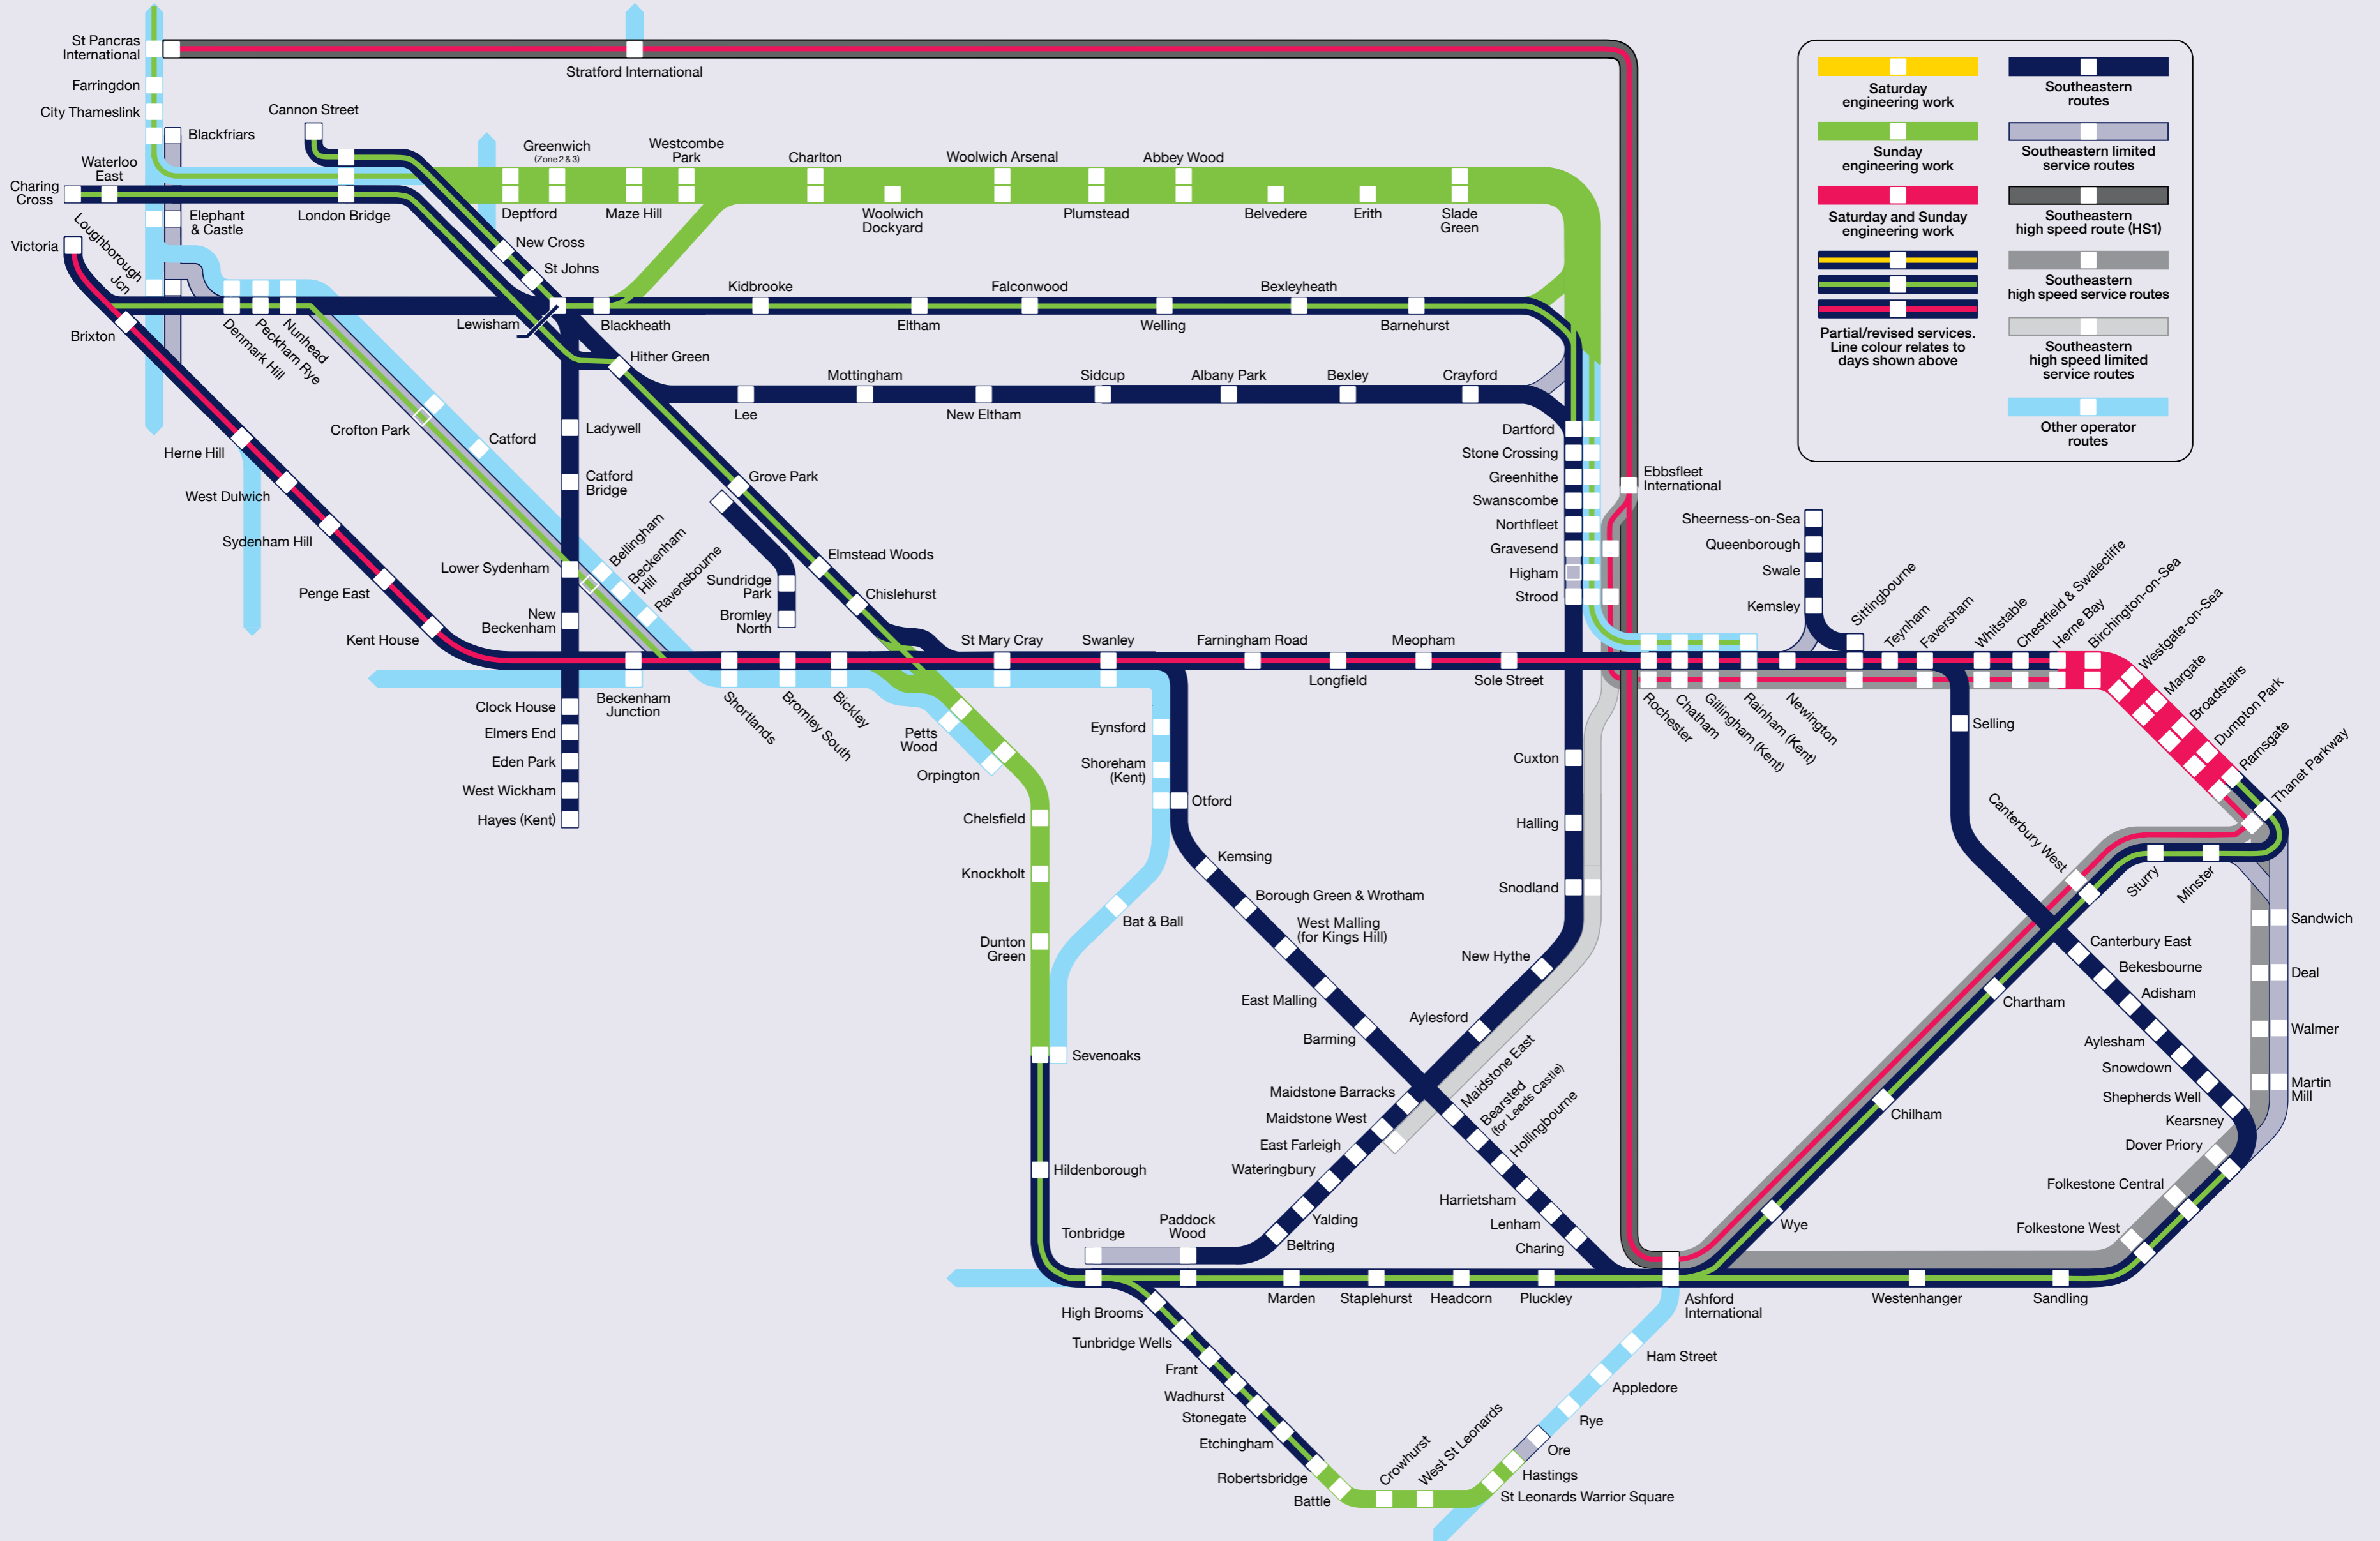 St Pancras
International
Stratford International
Farringdon
City Thameslink
Blackfriars
Cannon Street
Waterloo
East
Charing
Cross
London Bridge
Elephant
& Castle
Loughborough
Jcn
Victoria
Brixton
Greenwich
(Zone 2 & 3)
Westcombe
Park
Charlton
Woolwich Arsenal
Abbey Wood
Deptford
Maze Hill
Woolwich
Dockyard
Plumstead
Belvedere
Erith
Slade
Green
New Cross
St Johns
Lewisham
Blackheath
Kidbrooke
Eltham
Falconwood
Welling
Bexleyheath
Barnehurst
Denmark Hill
Peckham Rye
Nunhead
Hither Green
Lee
Mottingham
New Eltham
Sidcup
Albany Park
Bexley
Crayford
Crofton Park
Catford
Ladywell
Catford
Bridge
Herne Hill
West Dulwich
Sydenham Hill
Penge East
Kent House
Lower Sydenham
New
Beckenham
Bellingham
Beckenham
Hill
Ravensbourne
Grove Park
Sundridge
Park
Bromley
North
Elmstead Woods
Chislehurst
Dartford
Stone Crossing
Greenhithe
Swanscombe
Northfleet
Gravesend
Higham
Strood
Ebbsfleet
International
Sheerness-on-Sea
Queenborough
Swale
Kemsley
Sittingbourne
Teynham
Faversham
Whitstable
Chestfield & Swalecliffe
Herne Bay
Birchington-on-Sea
Westgate-on-Sea
Margate
Broadstairs
Dumpton Park
Ramsgate
Thanet Parkway
St Mary Cray
Swanley
Farningham Road
Longfield
Meopham
Sole Street
Rochester
Chatham
Gillingham (Kent)
Rainham (Kent)
Newington
Selling
Clock House
Elmers End
Eden Park
West Wickham
Hayes (Kent)
Beckenham
Junction
Shortlands
Bromley South
Bickley
Petts
Wood
Orpington
Chelsfield
Knockholt
Dunton
Green
Sevenoaks
Hildenborough
Eynsford
Shoreham
(Kent)
Otford
Bat & Ball
Kemsing
Borough Green & Wrotham
West Malling
(for Kings Hill)
East Malling
Barming
Cuxton
Halling
Snodland
New Hythe
Aylesford
Maidstone Barracks
Maidstone West
East Farleigh
Wateringbury
Yalding
Beltring
Maidstone East
Bearsted
(for Leeds Castle)
Hollingbourne
Harrietsham
Lenham
Charing
Tonbridge
Paddock
Wood
Marden
Staplehurst
Headcorn
Pluckley
Ashford
International
Westenhanger
Sandling
Canterbury West
Sturry
Minster
Canterbury East
Bekesbourne
Adisham
Aylesham
Snowdown
Shepherds Well
Kearsney
Dover Priory
Folkestone Central
Folkestone West
Sandwich
Deal
Walmer
Martin
Mill
Chartham
Chilham
Wye
High Brooms
Tunbridge Wells
Frant
Wadhurst
Stonegate
Etchingham
Robertsbridge
Battle
Crowhurst
West St Leonards
St Leonards Warrior Square
Hastings
Ore
Rye
Appledore
Ham Street
Saturday
engineering work
Sunday
engineering work
Saturday and Sunday
engineering work
Partial/revised services.
Line colour relates to
days shown above
Southeastern
routes
Southeastern limited
service routes
Southeastern
high speed route (HS1)
Southeastern
high speed service routes
Southeastern
high speed limited
service routes
Other operator
routes